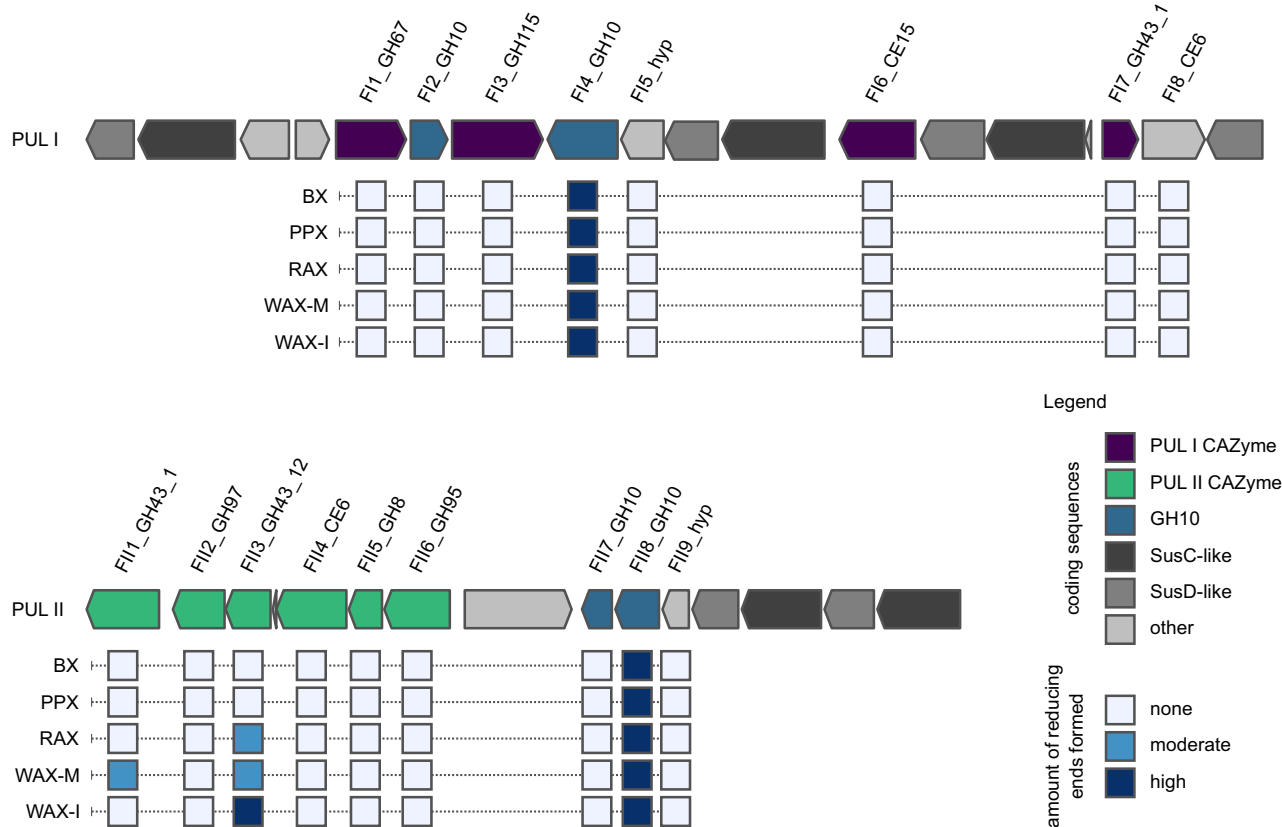 FI1_GH67
FI2_GH10
FI3_GH115
FI4_GH10
FI5_hyp
FI6_CE15
FI7_GH43_1
FI8_CE6
PUL I
BX
PPX
RAX
WAX-M
WAX-I
Legend
coding sequences
PUL I CAZyme
PUL II CAZyme
GH10
SusC-like
SusD-like
other
amount of reducing
ends formed
none
moderate
high
FII1_GH43_1
FII2_GH97
FII3_GH43_12
FII4_CE6
FII5_GH8
FII6_GH95
FII7_GH10
FII8_GH10
FII9_hyp
PUL II
BX
PPX
RAX
WAX-M
WAX-I